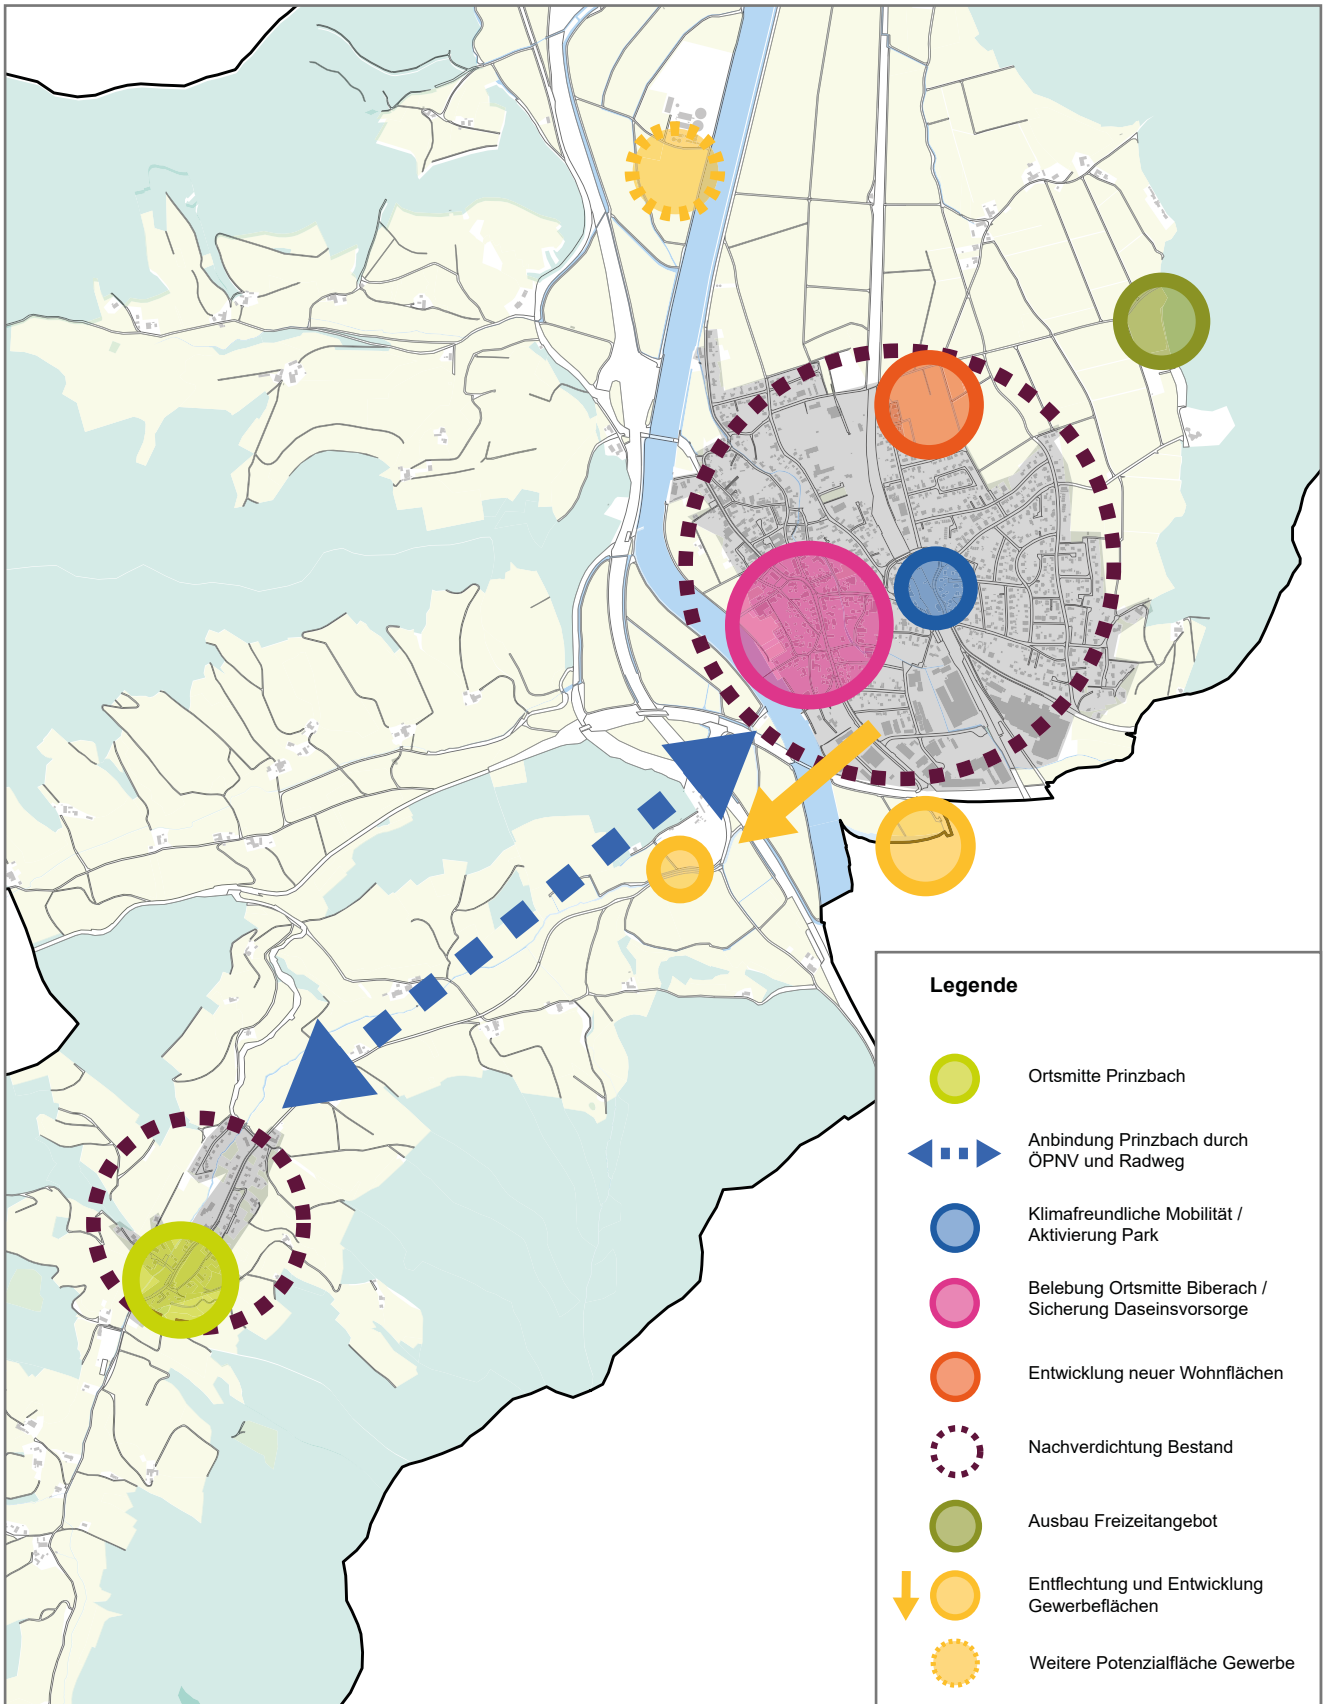 Legende
Ortsmitte Prinzbach
Anbindung Prinzbach durch
ÖPNV und Radweg
Klimafreundliche Mobilität /
Aktivierung Park
Belebung Ortsmitte Biberach /
Sicherung Daseinsvorsorge
Entwicklung neuer Wohnflächen
Nachverdichtung Bestand
Ausbau Freizeitangebot
Entflechtung und Entwicklung
Gewerbeflächen
Weitere Potenzialfläche Gewerbe